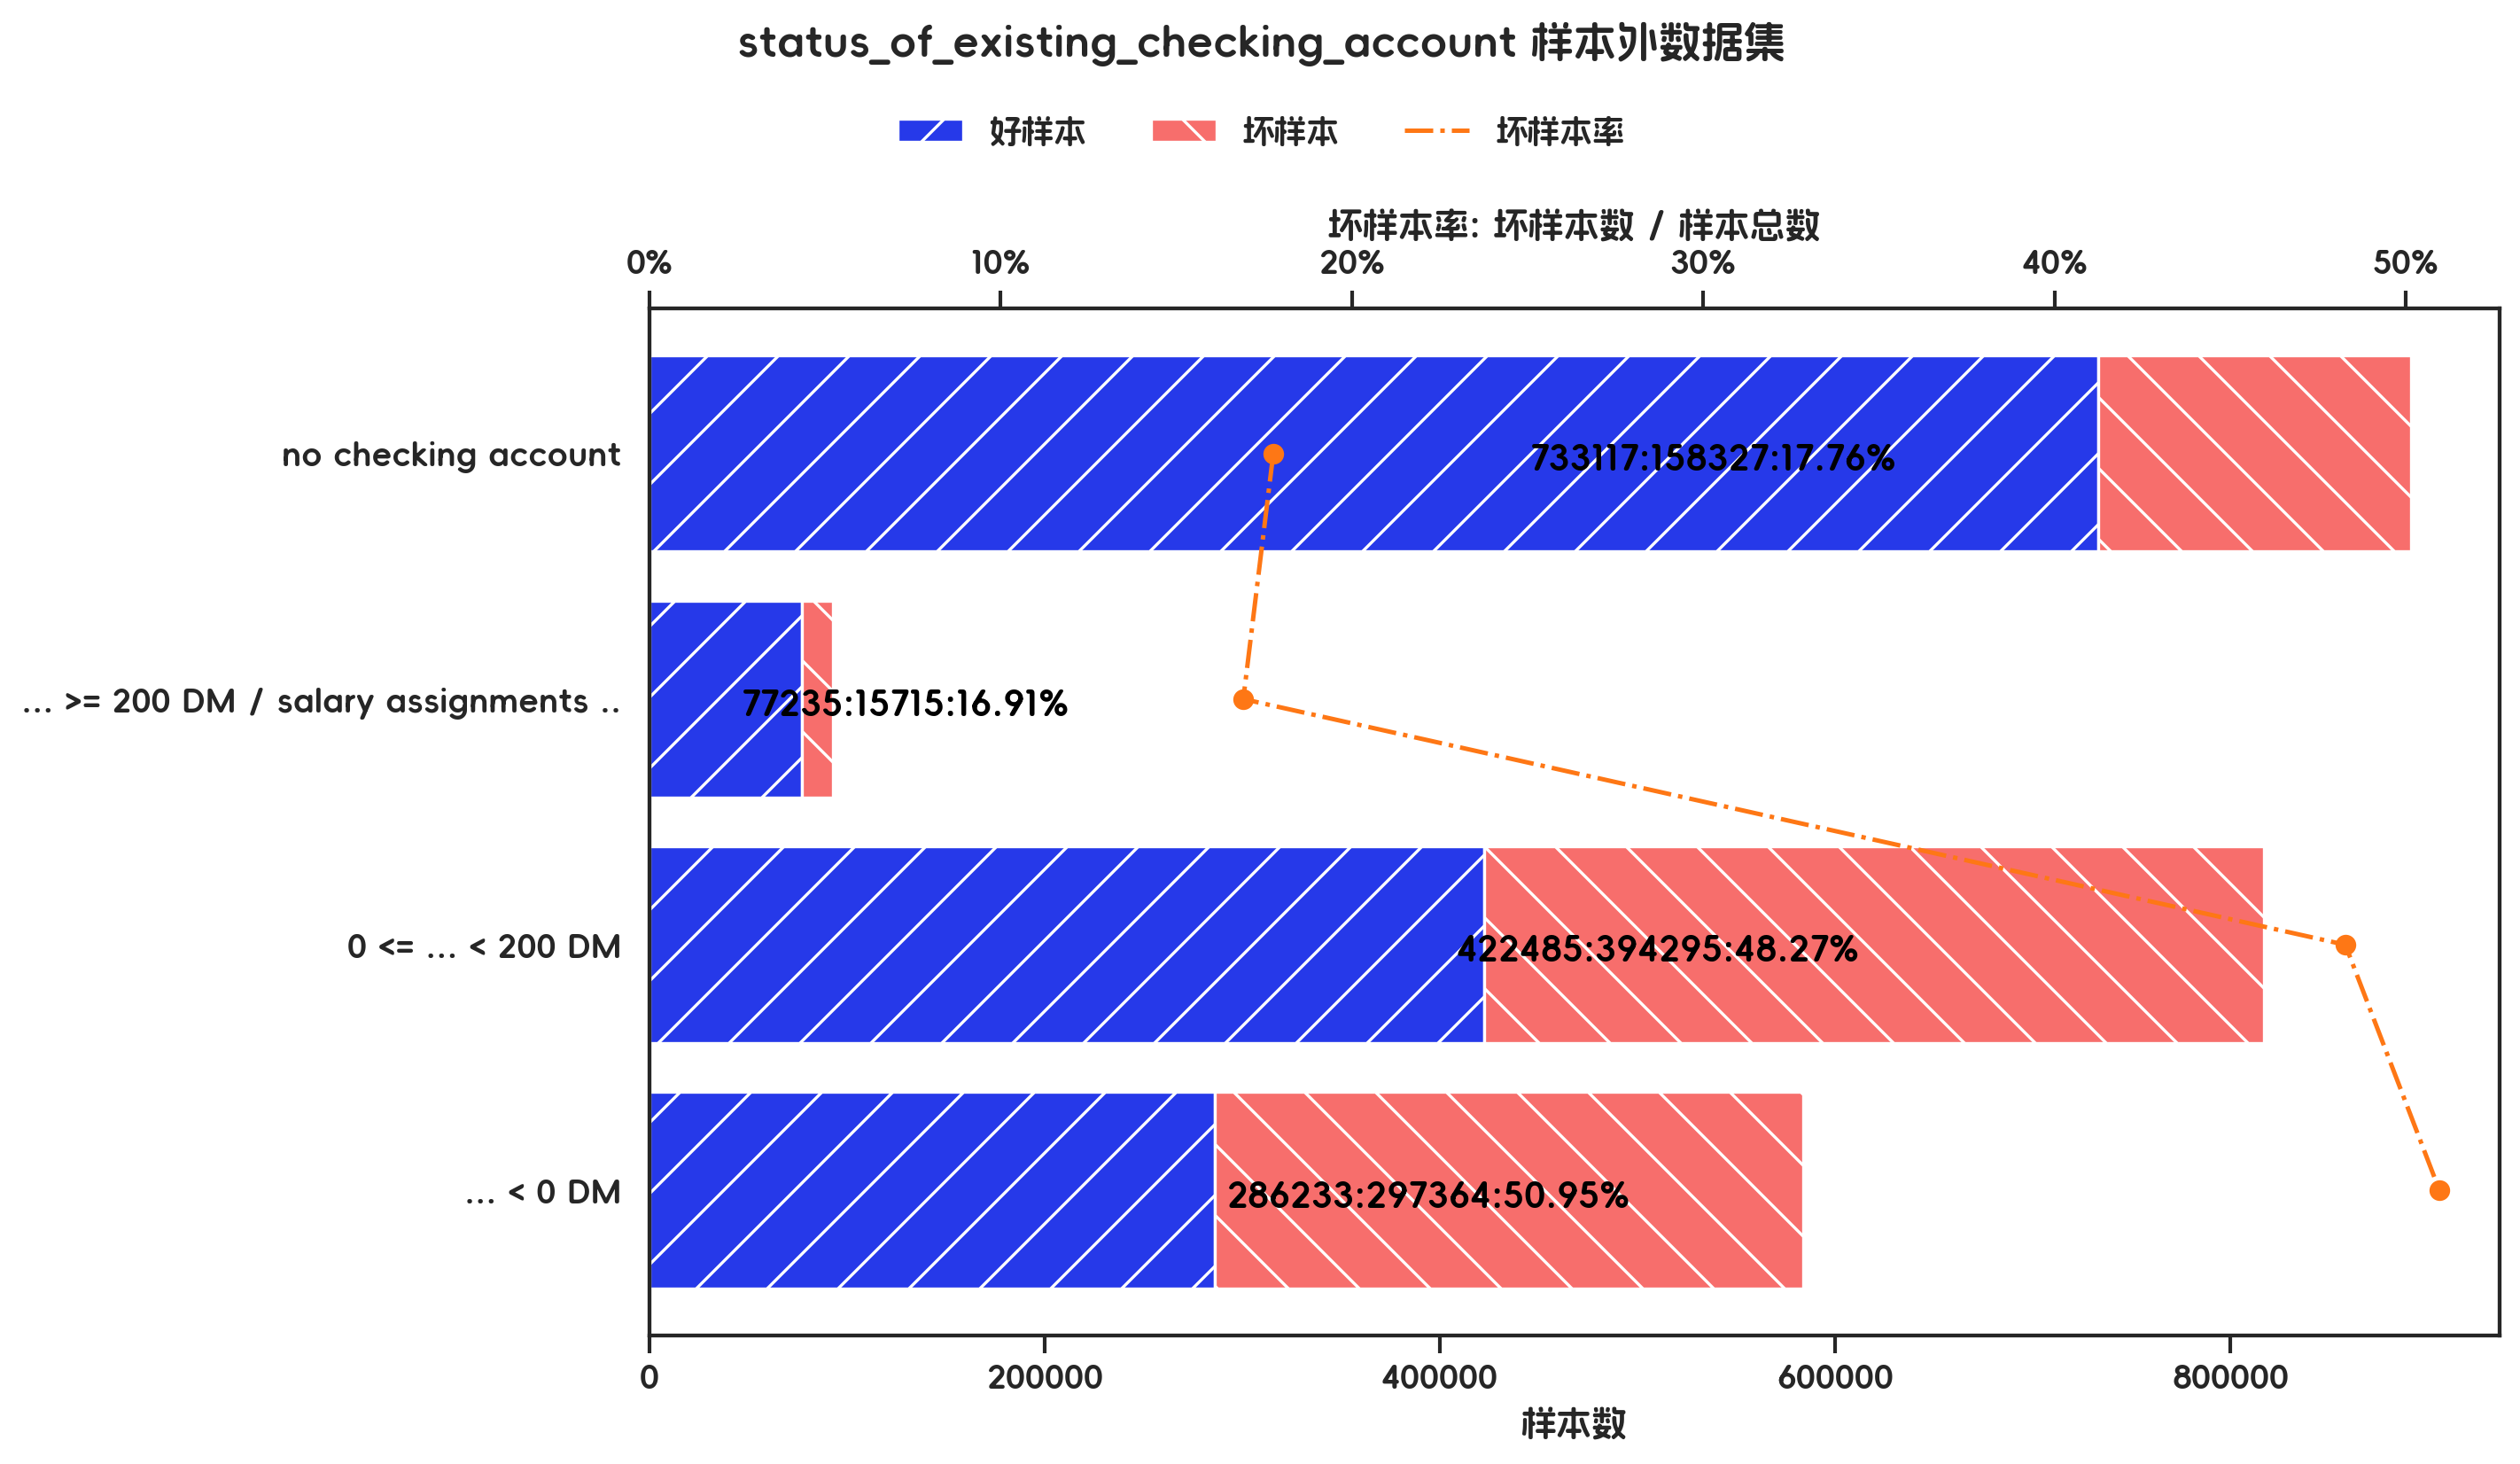 status_of_existing_checking_account 样本外数据集
好样本 坏样本 坏样本率
坏样本率: 坏样本数 / 样本总数
0% 10% 20% 30% 40% 50%
no checking account 733117:158327:17.76%
... >= 200 DM / salary assignments .. 77235:15715:16.91%
0 <= ... < 200 DM 422485:394295:48.27%
... < 0 DM 286233:297364:50.95%
0 200000 400000 600000 800000
样本数